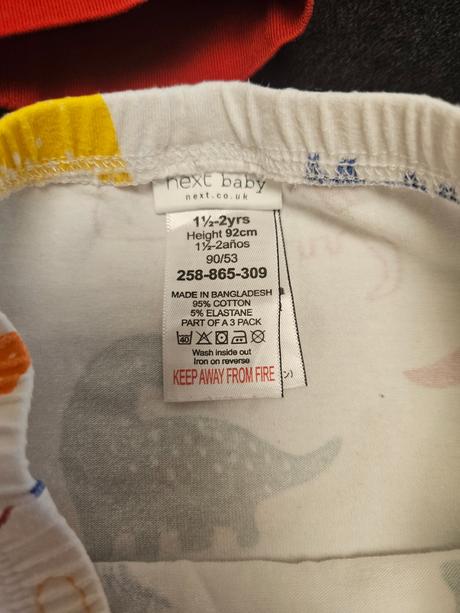 next baby
next.co.uk
1½-2yrs
Height 92cm
1½-2años
90/53
258-865-309
MADE IN BANGLADESH
95% COTTON
5% ELASTANE
PART OF A 3 PACK
40
Wash inside out
Iron on reverse
KEEP AWAY FROM FIRE